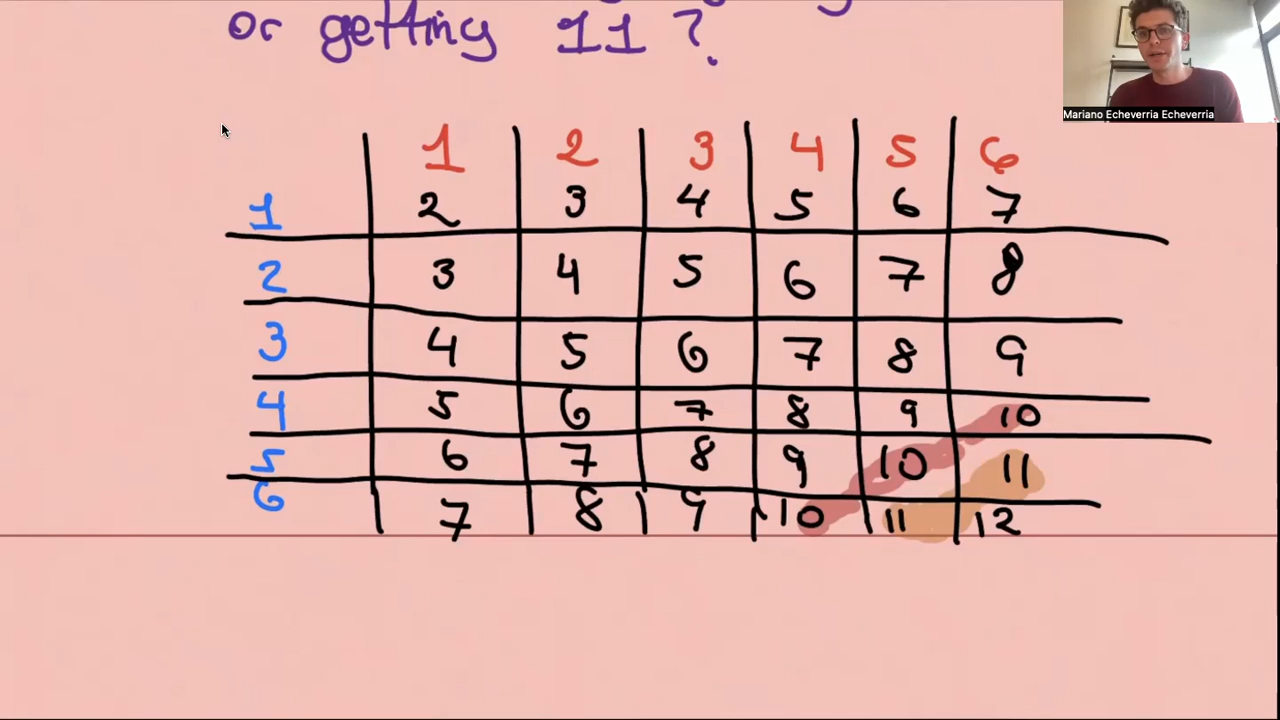 or getting 11?
Mariano Echeverria Echeverria
1 2 3 4 5 6
1 2 3 4 5 6 7
2 3 4 5 6 7 8
3 4 5 6 7 8 9
4 5 6 7 8 9 10
5 6 7 8 9 10 11
6 7 8 9 10 11 12